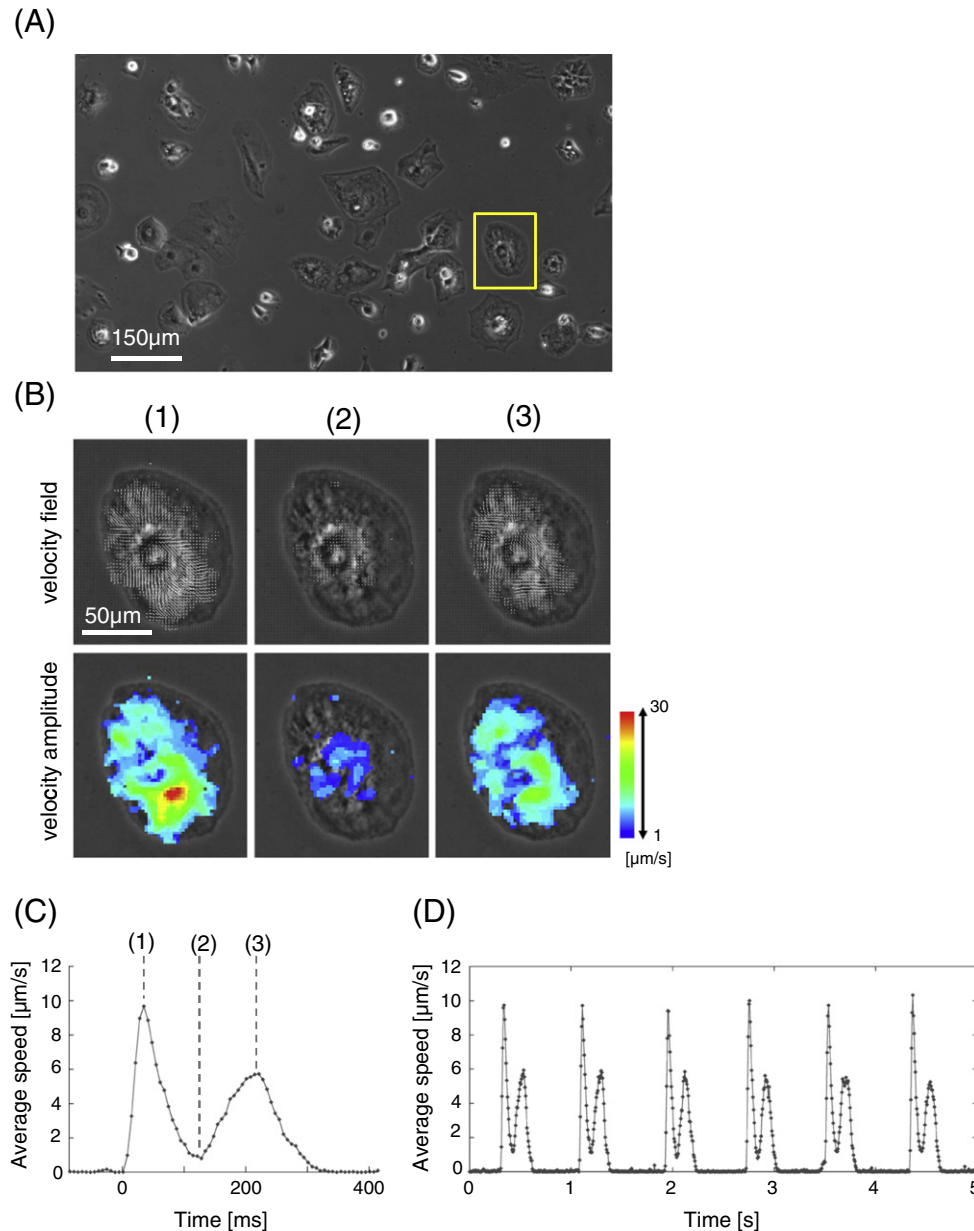 (A)
150µm
(B)
(1) (2) (3)
velocity field
50µm
velocity amplitude
30
1
[µm/s]
(C)
(1) (2) (3)
Average speed [µm/s]
12
10
8
6
4
2
0
0 200 400
Time [ms]
(D)
Average speed [µm/s]
12
10
8
6
4
2
0
0 1 2 3 4 5
Time [s]